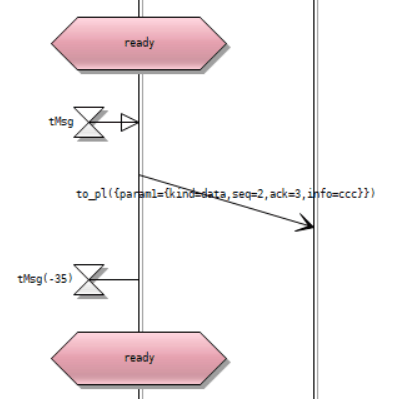 ready
tMsg
to_pl({param1={kind=data,seq=2,ack=3,info=ccc}})
tMsg(-35)
ready